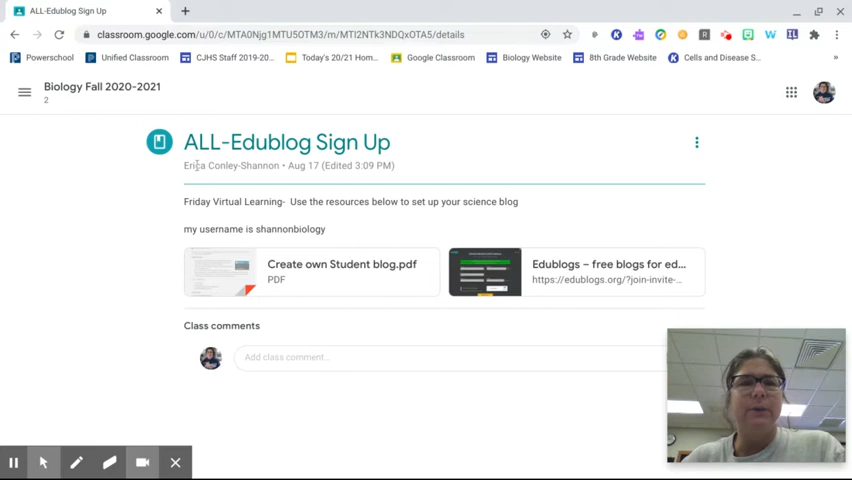 ALL-Edublog Sign Up
classroom.google.com/u/0/c/MTA0Njg1MTU5OTM3/m/MTI2NTk3NDQxOTA5/details
Powerschool
Unified Classroom
CJHS Staff 2019-20...
Today's 20/21 Hom...
Google Classroom
Biology Website
8th Grade Website
Cells and Disease S...
Biology Fall 2020-2021
2
ALL-Edublog Sign Up
Erica Conley-Shannon • Aug 17 (Edited 3:09 PM)
Friday Virtual Learning- Use the resources below to set up your science blog
my username is shannonbiology
Create own Student blog.pdf
PDF
Edublogs – free blogs for ed...
https://edublogs.org/?join-invite-...
Class comments
Add class comment...